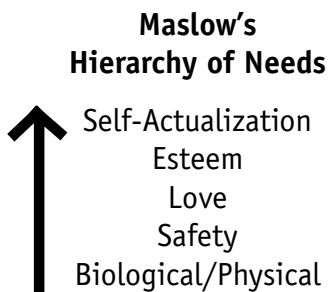 Maslow’s
Hierarchy of Needs
Self-Actualization
Esteem
Love
Safety
Biological/Physical